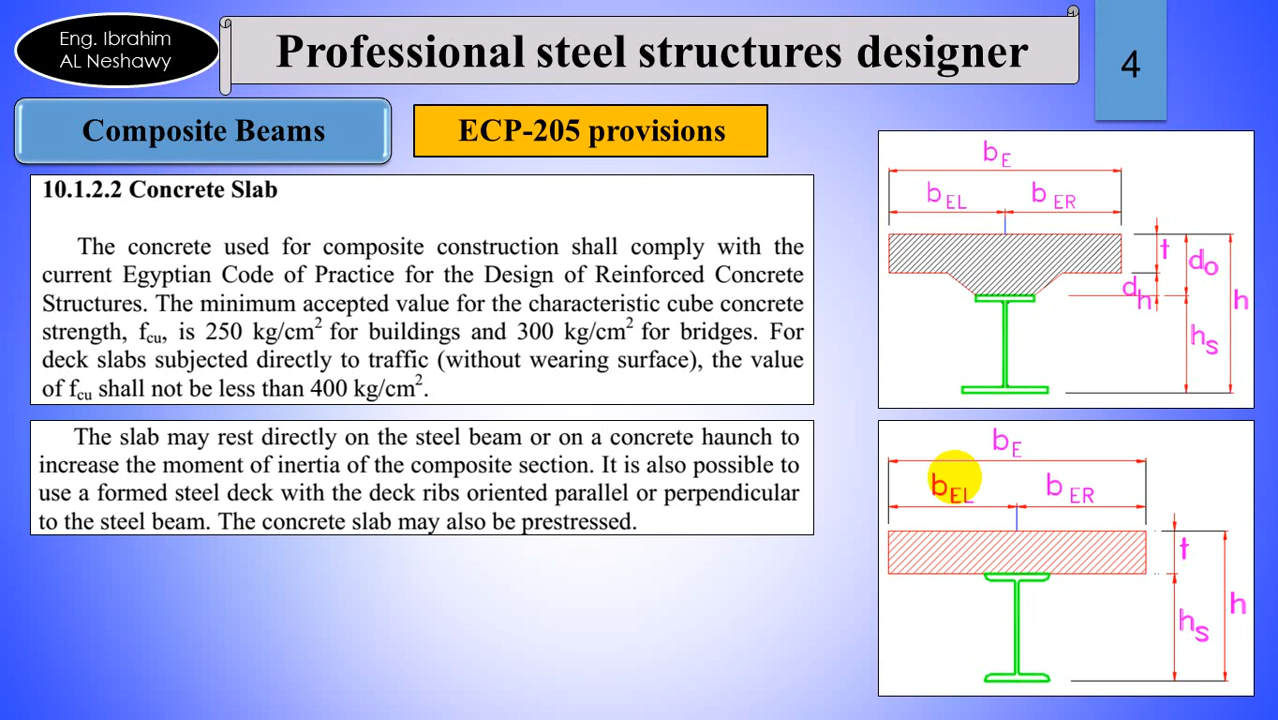 Eng. Ibrahim
AL Neshawy
Professional steel structures designer
4
Composite Beams
ECP-205 provisions
10.1.2.2 Concrete Slab
The concrete used for composite construction shall comply with the
current Egyptian Code of Practice for the Design of Reinforced Concrete
Structures. The minimum accepted value for the characteristic cube concrete
strength, fcu, is 250 kg/cm2 for buildings and 300 kg/cm2 for bridges. For
deck slabs subjected directly to traffic (without wearing surface), the value
of fcu shall not be less than 400 kg/cm2.
The slab may rest directly on the steel beam or on a concrete haunch to
increase the moment of inertia of the composite section. It is also possible to
use a formed steel deck with the deck ribs oriented parallel or perpendicular
to the steel beam. The concrete slab may also be prestressed.
bE
bEL
bER
t
do
dh
h
hs
bE
bEL
bER
t
h
hs